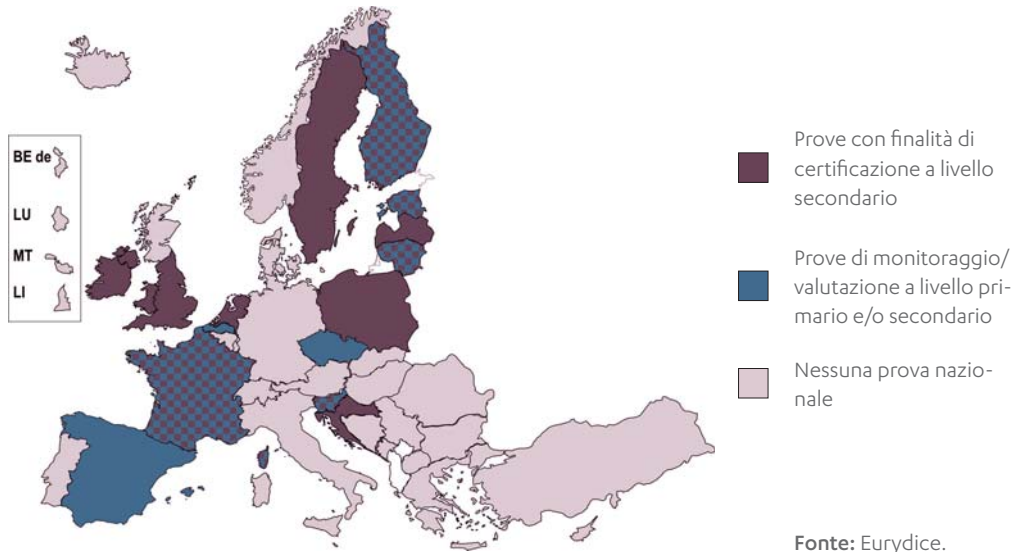 BE de
LU
MT
LI
Prove con finalità di
certificazione a livello
secondario
Prove di monitoraggio/
valutazione a livello pri-
mario e/o secondario
Nessuna prova nazio-
nale
Fonte: Eurydice.